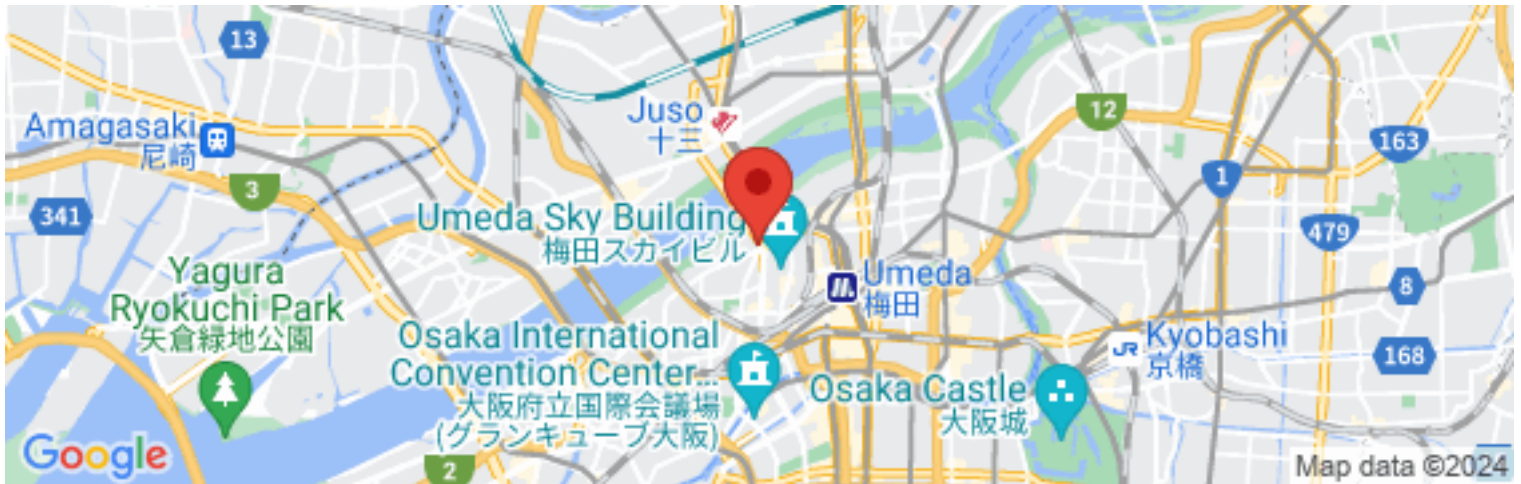 13
Juso
十三
12
Amagasaki
尼崎
163
3
1
341
Umeda Sky Building
梅田スカイビル
479
Yagura
Ryokuchi Park
矢倉緑地公園
Umeda
梅田
8
Osaka International
Convention Center...
大阪府立国際会議場
(グランキューブ大阪)
JR
Kyobashi
京橋
168
Osaka Castle
大阪城
Google
2
Map data ©2024